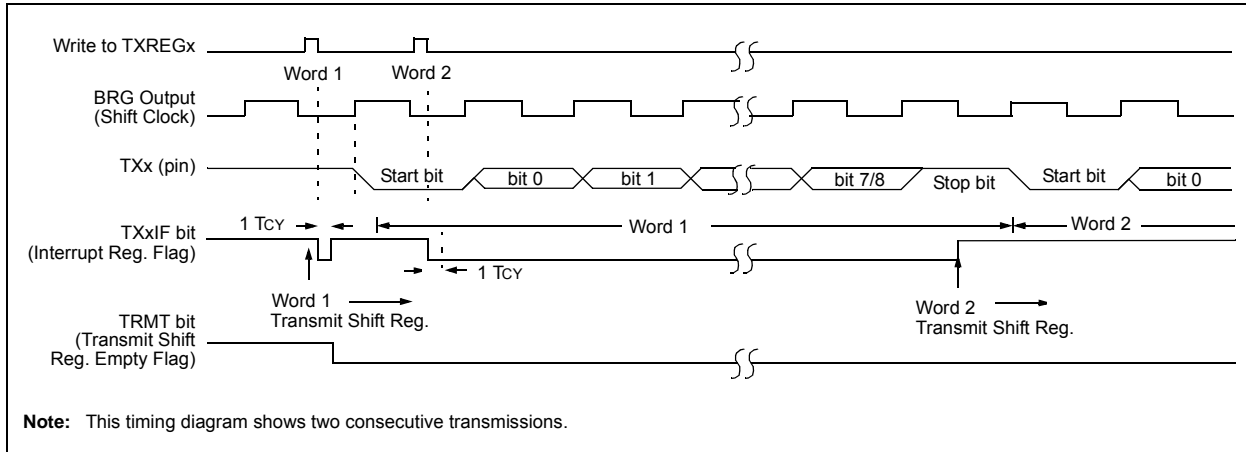 Write to TXREGx
Word 1
Word 2
BRG Output
(Shift Clock)
TXx (pin)
Start bit
bit 0
bit 1
bit 7/8
Stop bit
Start bit
bit 0
1 TCY
Word 1
Word 2
TXxIF bit
(Interrupt Reg. Flag)
1 TCY
Word 1
Transmit Shift Reg.
Word 2
Transmit Shift Reg.
TRMT bit
(Transmit Shift
Reg. Empty Flag)
Note: This timing diagram shows two consecutive transmissions.